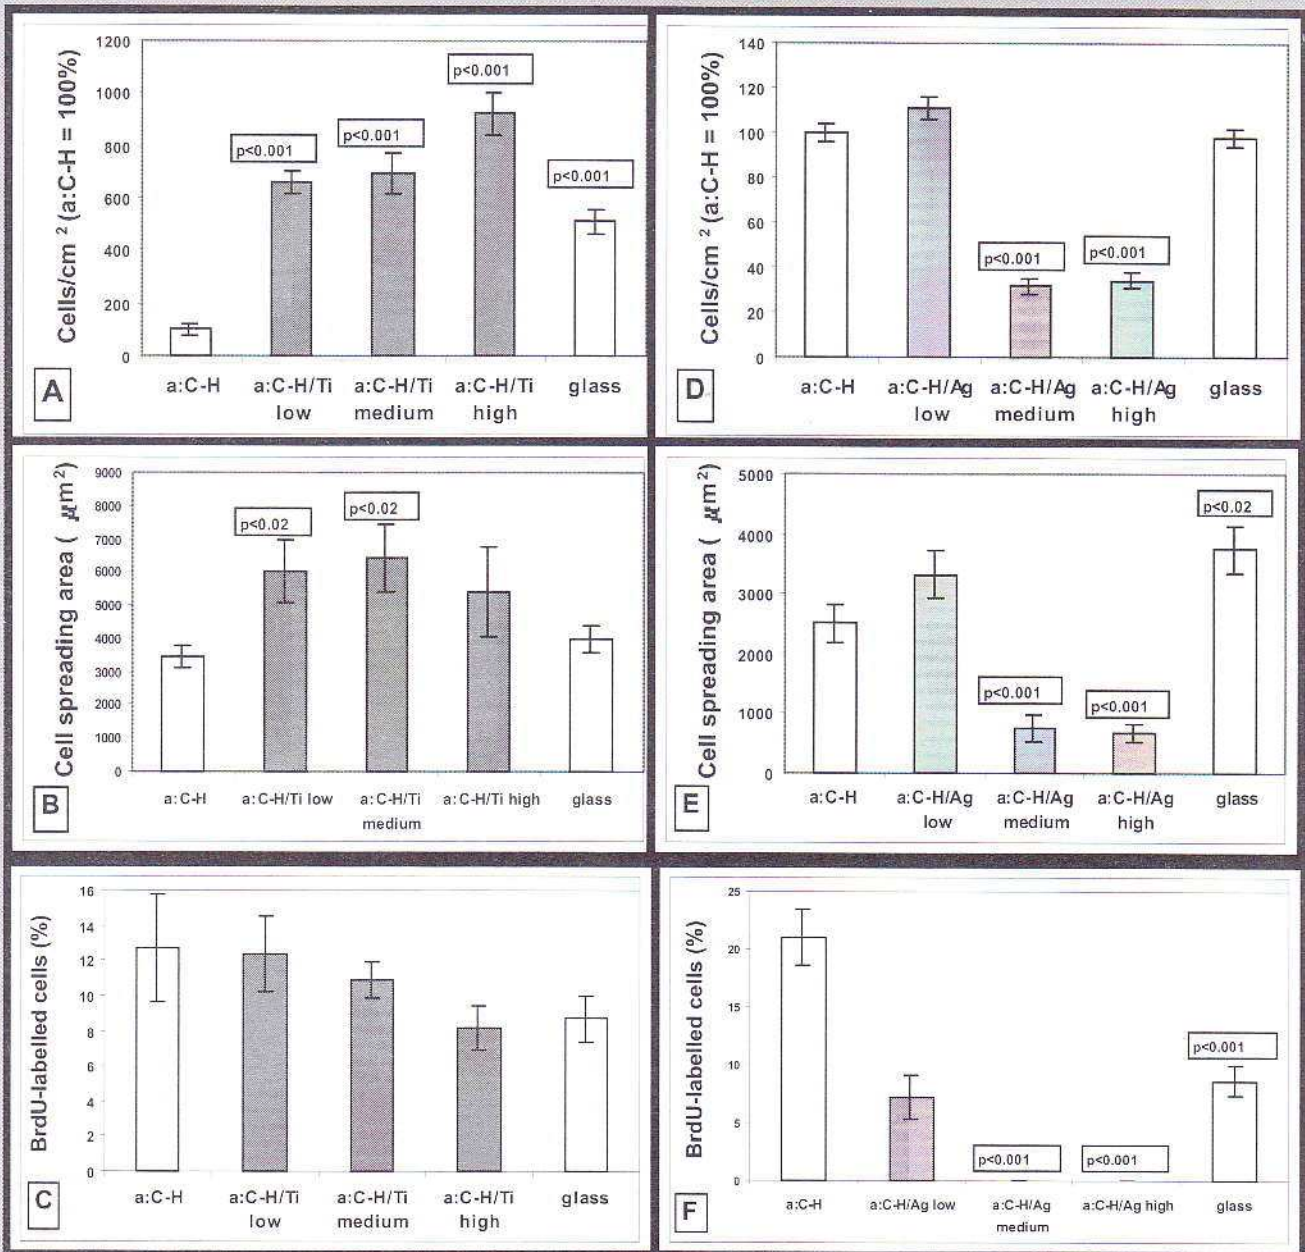 Cells/cm ² (a:C-H = 100%)
1200
1000
800
600
400
200
0
p<0.001
p<0.001
p<0.001
p<0.001
a:C-H
a:C-H/Ti low
a:C-H/Ti medium
a:C-H/Ti high
glass
A
Cells/cm ² (a:C-H = 100%)
140
120
100
80
60
40
20
0
p<0.001
p<0.001
a:C-H
a:C-H/Ag low
a:C-H/Ag medium
a:C-H/Ag high
glass
D
Cell spreading area ( µm²)
9000
8000
7000
6000
5000
4000
3000
2000
1000
0
p<0.02
p<0.02
a:C-H
a:C-H/Ti low
a:C-H/Ti medium
a:C-H/Ti high
glass
B
Cell spreading area ( µm²)
5000
4000
3000
2000
1000
0
p<0.001
p<0.001
p<0.02
a:C-H
a:C-H/Ag low
a:C-H/Ag medium
a:C-H/Ag high
glass
E
BrdU-labelled cells (%)
16
14
12
10
8
6
4
2
0
a:C-H
a:C-H/Ti low
a:C-H/Ti medium
a:C-H/Ti high
glass
C
BrdU-labelled cells (%)
25
20
15
10
5
0
p<0.001
p<0.001
p<0.001
a:C-H
a:C-H/Ag low
a:C-H/Ag medium
a:C-H/Ag high
glass
F